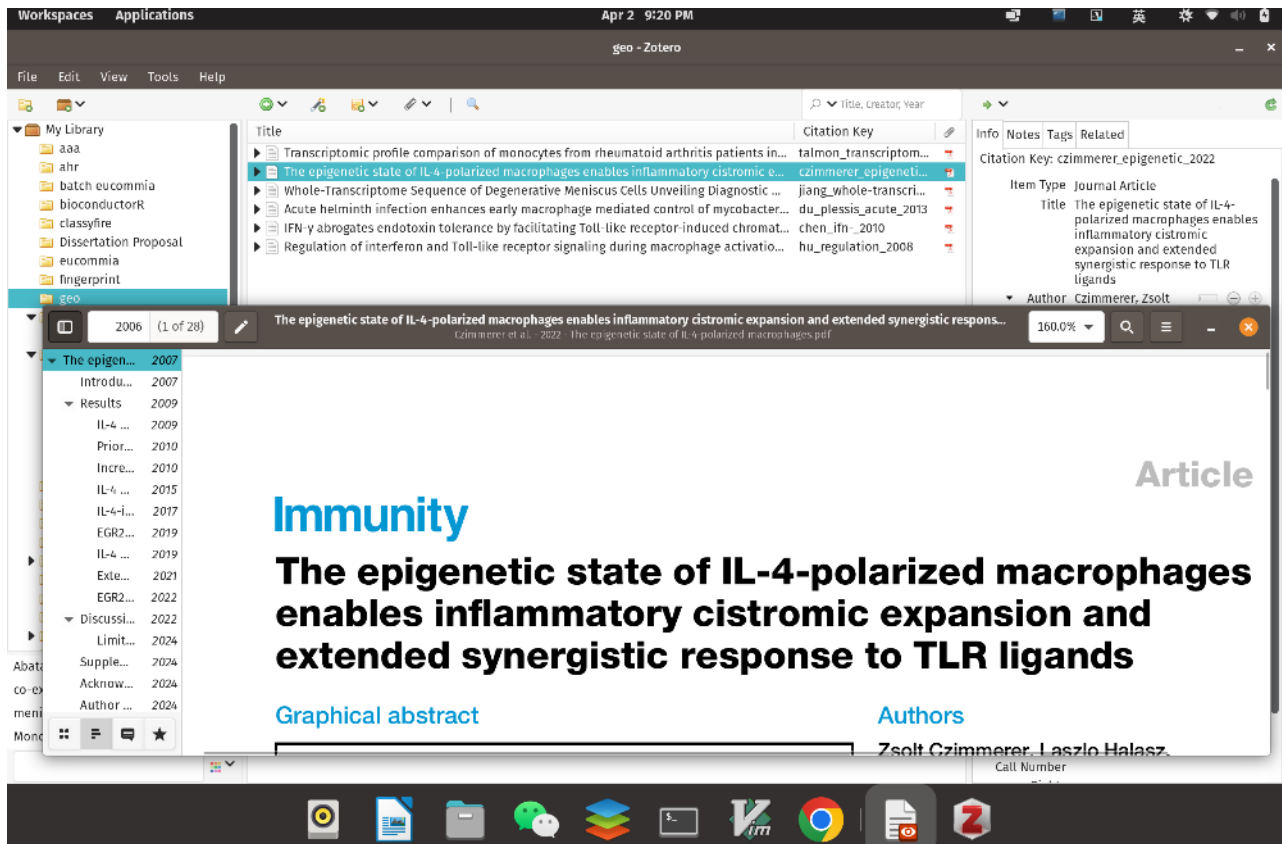 Workspaces Applications Apr 2 9:20 PM 英
geo - Zotero
File Edit View Tools Help
Title, Creator, Year
My Library
aaa
ahr
batch eucommia
bioconductorR
classyfire
Dissertation Proposal
eucommia
fingerprint
geo
Title Citation Key
Transcriptomic profile comparison of monocytes from rheumatoid arthritis patients in... talmon_transcriptom...
The epigenetic state of IL-4-polarized macrophages enables inflammatory cistromic e... czimmerer_epigeneti...
Whole-Transcriptome Sequence of Degenerative Meniscus Cells Unveiling Diagnostic ... jiang_whole-transcri...
Acute helminth infection enhances early macrophage mediated control of mycobacter... du_plessis_acute_2013
IFN-γ abrogates endotoxin tolerance by facilitating Toll-like receptor-induced chromat... chen_ifn-_2010
Regulation of interferon and Toll-like receptor signaling during macrophage activatio... hu_regulation_2008
Info Notes Tags Related
Citation Key: czimmerer_epigenetic_2022
Item Type Journal Article
Title The epigenetic state of IL-4-
polarized macrophages enables
inflammatory cistromic
expansion and extended
synergistic response to TLR
ligands
Author Czimmerer, Zsolt
2006 (1 of 28)
The epigenetic state of IL-4-polarized macrophages enables inflammatory cistromic expansion and extended synergistic respons...
Czimmerer et al. - 2022 - The epigenetic state of IL-4-polarized macrophages.pdf
160.0%
The epigen... 2007
Introdu... 2007
Results 2009
IL-4 ... 2009
Prior... 2010
Incre... 2010
IL-4 ... 2015
IL-4-i... 2017
EGR2... 2019
IL-4 ... 2019
Exte... 2021
EGR2... 2022
Discussi... 2022
Limit... 2024
Supple... 2024
Acknow... 2024
Author ... 2024
Article
Immunity
The epigenetic state of IL-4-polarized macrophages
enables inflammatory cistromic expansion and
extended synergistic response to TLR ligands
Graphical abstract
Authors
Zsolt Czimmerer, Laszlo Halasz,
Abata
co-ex
meni
Mono
Call Number
$_
Vim
Z